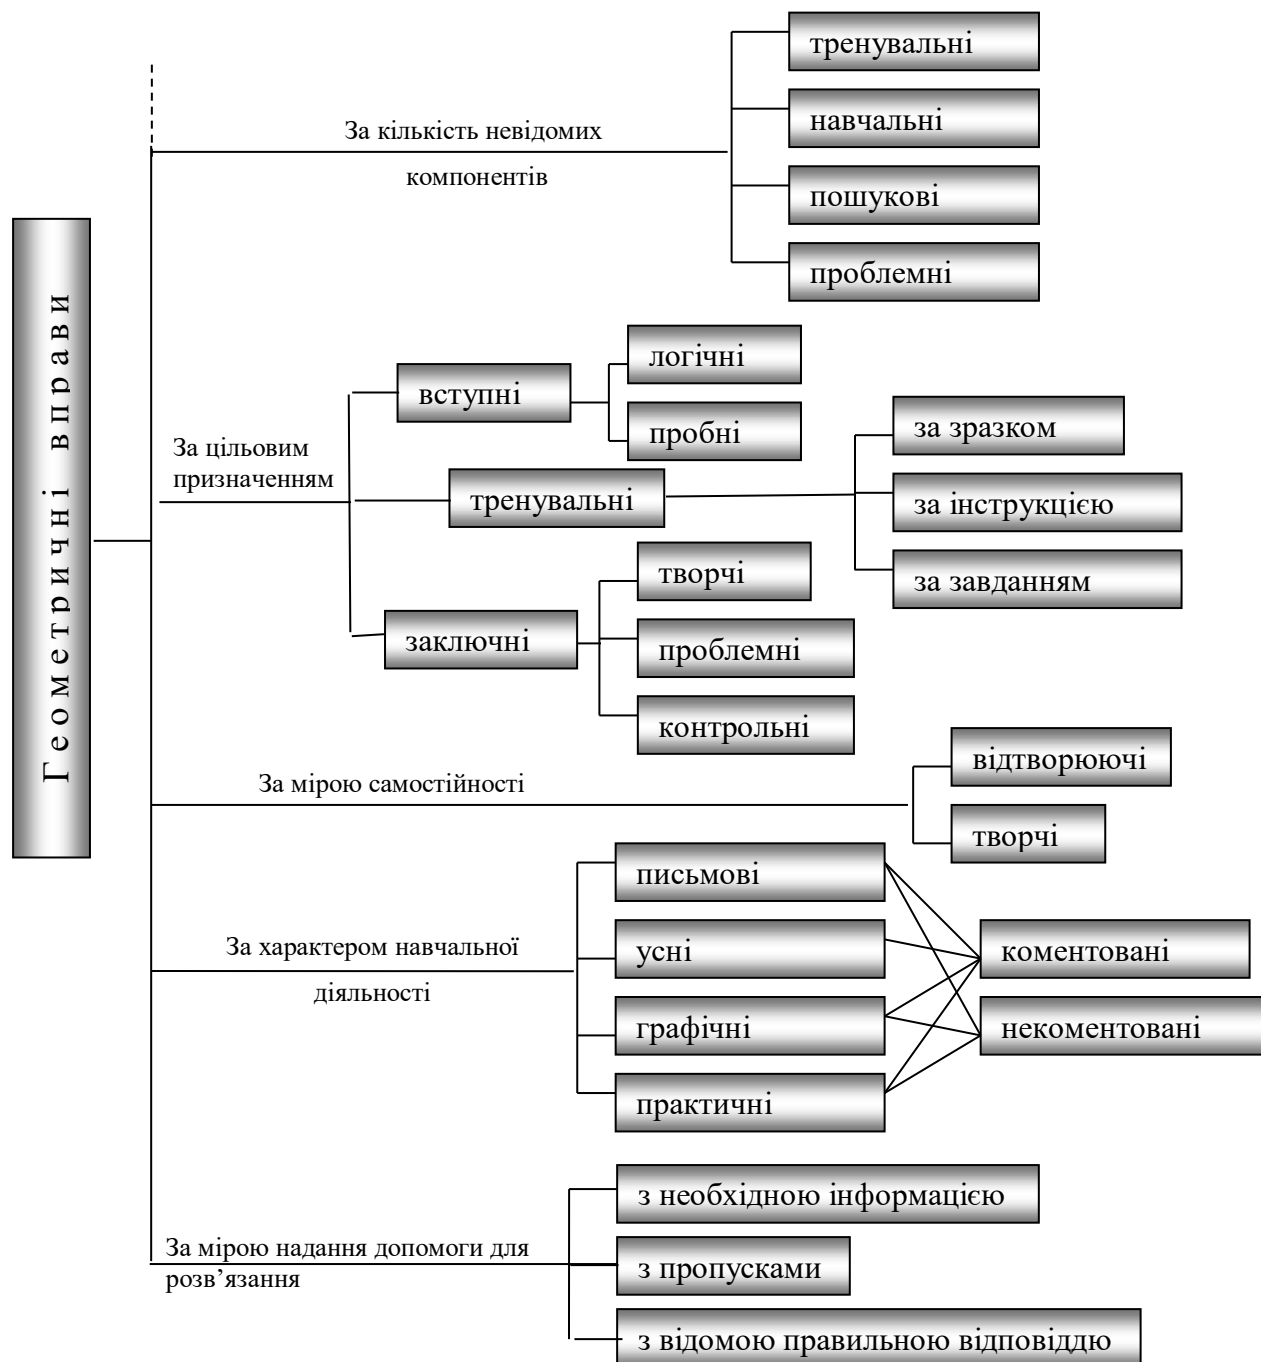 Геометричні вправи
За кількість невідомих
компонентів
тренувальні
навчальні
пошукові
проблемні
За цільовим
призначенням
вступні
логічні
пробні
тренувальні
за зразком
за інструкцією
за завданням
заключні
творчі
проблемні
контрольні
За мірою самостійності
відтворюючі
творчі
За характером навчальної
діяльності
письмові
усні
графічні
практичні
коментовані
некоментовані
За мірою надання допомоги для
розв’язання
з необхідною інформацією
з пропусками
з відомою правильною відповіддю